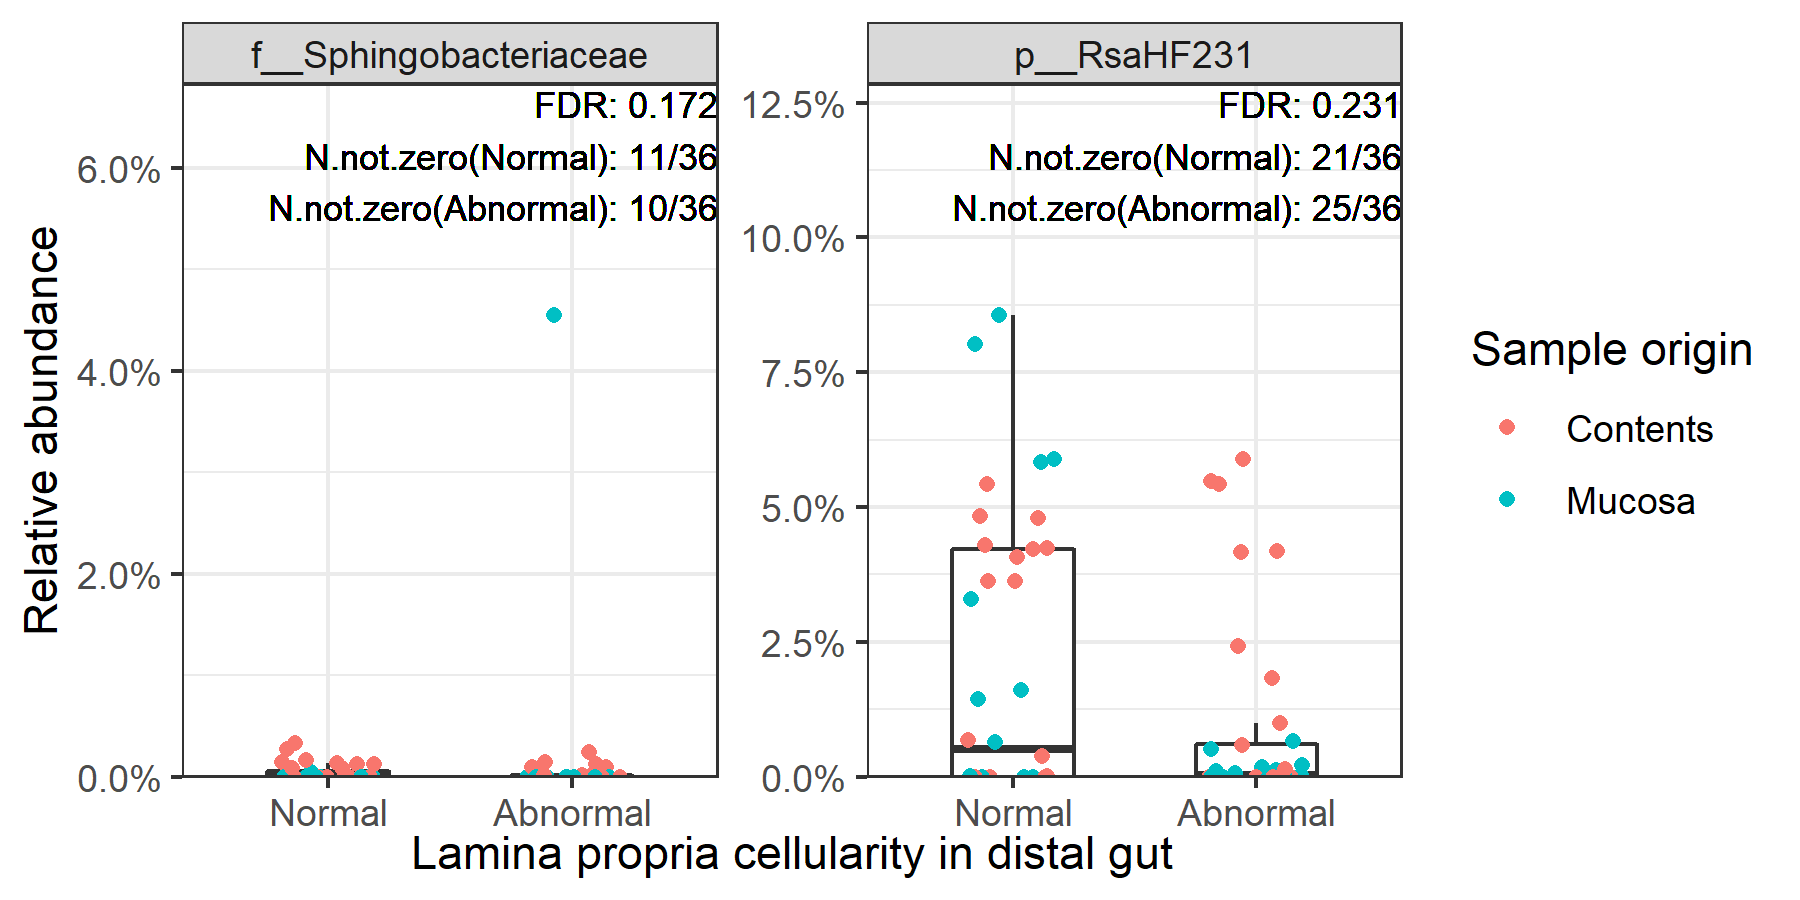 f__Sphingobacteriaceae
FDR: 0.172
N.not.zero(Normal): 11/36
N.not.zero(Abnormal): 10/36
6.0%
4.0%
2.0%
0.0%
Normal
Abnormal
p__RsaHF231
FDR: 0.231
N.not.zero(Normal): 21/36
N.not.zero(Abnormal): 25/36
12.5%
10.0%
7.5%
5.0%
2.5%
0.0%
Normal
Abnormal
Relative abundance
Lamina propria cellularity in distal gut
Sample origin
Contents
Mucosa